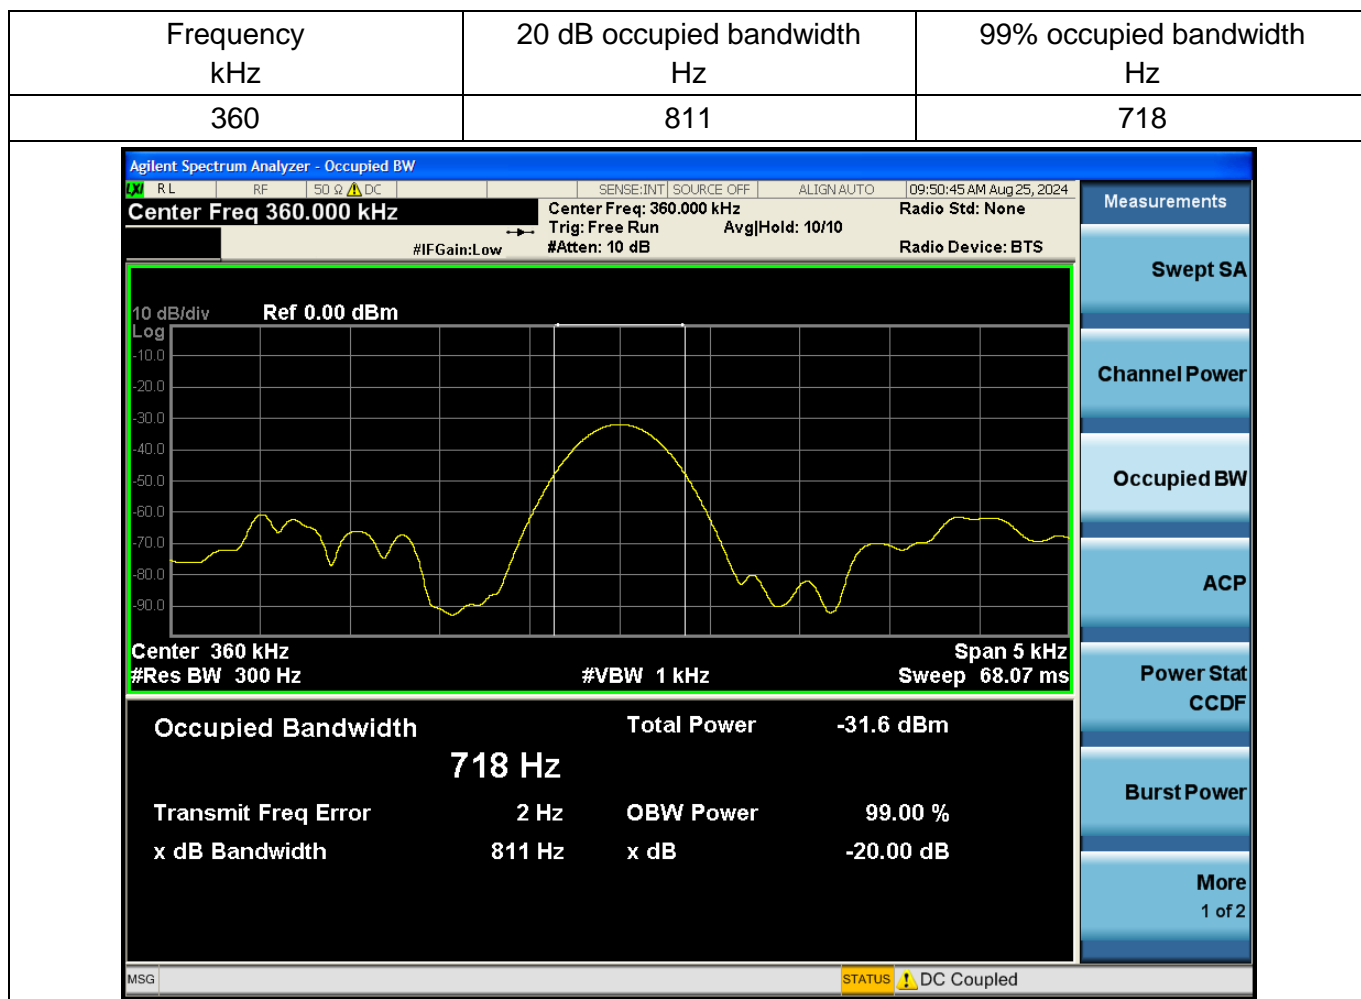 Frequency
kHz
20 dB occupied bandwidth
Hz
99% occupied bandwidth
Hz
360
811
718
Agilent Spectrum Analyzer - Occupied BW
LXI RL RF 50 Ω DC SENSE:INT SOURCE OFF ALIGN AUTO 09:50:45 AM Aug 25, 2024
Center Freq 360.000 kHz
Center Freq: 360.000 kHz
Radio Std: None
Trig: Free Run
Avg|Hold: 10/10
#IFGain:Low
#Atten: 10 dB
Radio Device: BTS
10 dB/div
Ref 0.00 dBm
Log
-10.0
-20.0
-30.0
-40.0
-50.0
-60.0
-70.0
-80.0
-90.0
Center 360 kHz
Span 5 kHz
#Res BW 300 Hz
#VBW 1 kHz
Sweep 68.07 ms
Occupied Bandwidth
Total Power
-31.6 dBm
718 Hz
Transmit Freq Error
2 Hz
OBW Power
99.00 %
x dB Bandwidth
811 Hz
x dB
-20.00 dB
Measurements
Swept SA
Channel Power
Occupied BW
ACP
Power Stat
CCDF
Burst Power
More
1 of 2
MSG
STATUS
DC Coupled